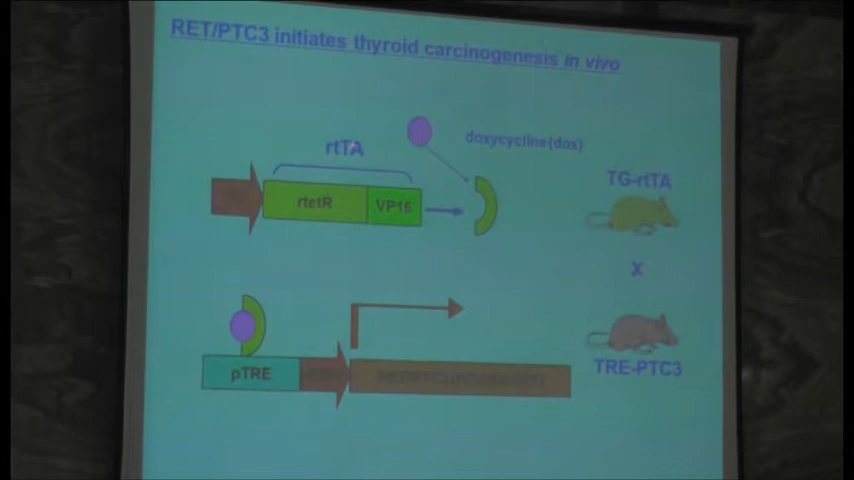 RET/PTC3 initiates thyroid carcinogenesis in vivo
doxycycline(dox)
rtTA
TG-rtTA
rtetR
VP16
X
pTRE
TRE-PTC3